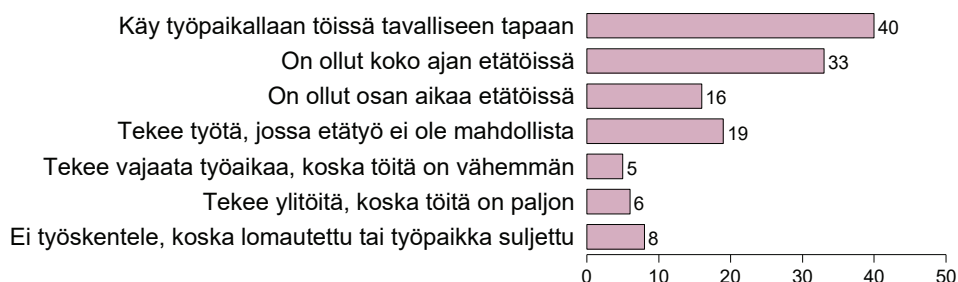 Käy työpaikallaan töissä tavalliseen tapaan 40
On ollut koko ajan etätöissä 33
On ollut osan aikaa etätöissä 16
Tekee työtä, jossa etätyö ei ole mahdollista 19
Tekee vajaata työaikaa, koska töitä on vähemmän 5
Tekee ylitöitä, koska töitä on paljon 6
Ei työskentele, koska lomautettu tai työpaikka suljettu 8
0 10 20 30 40 50